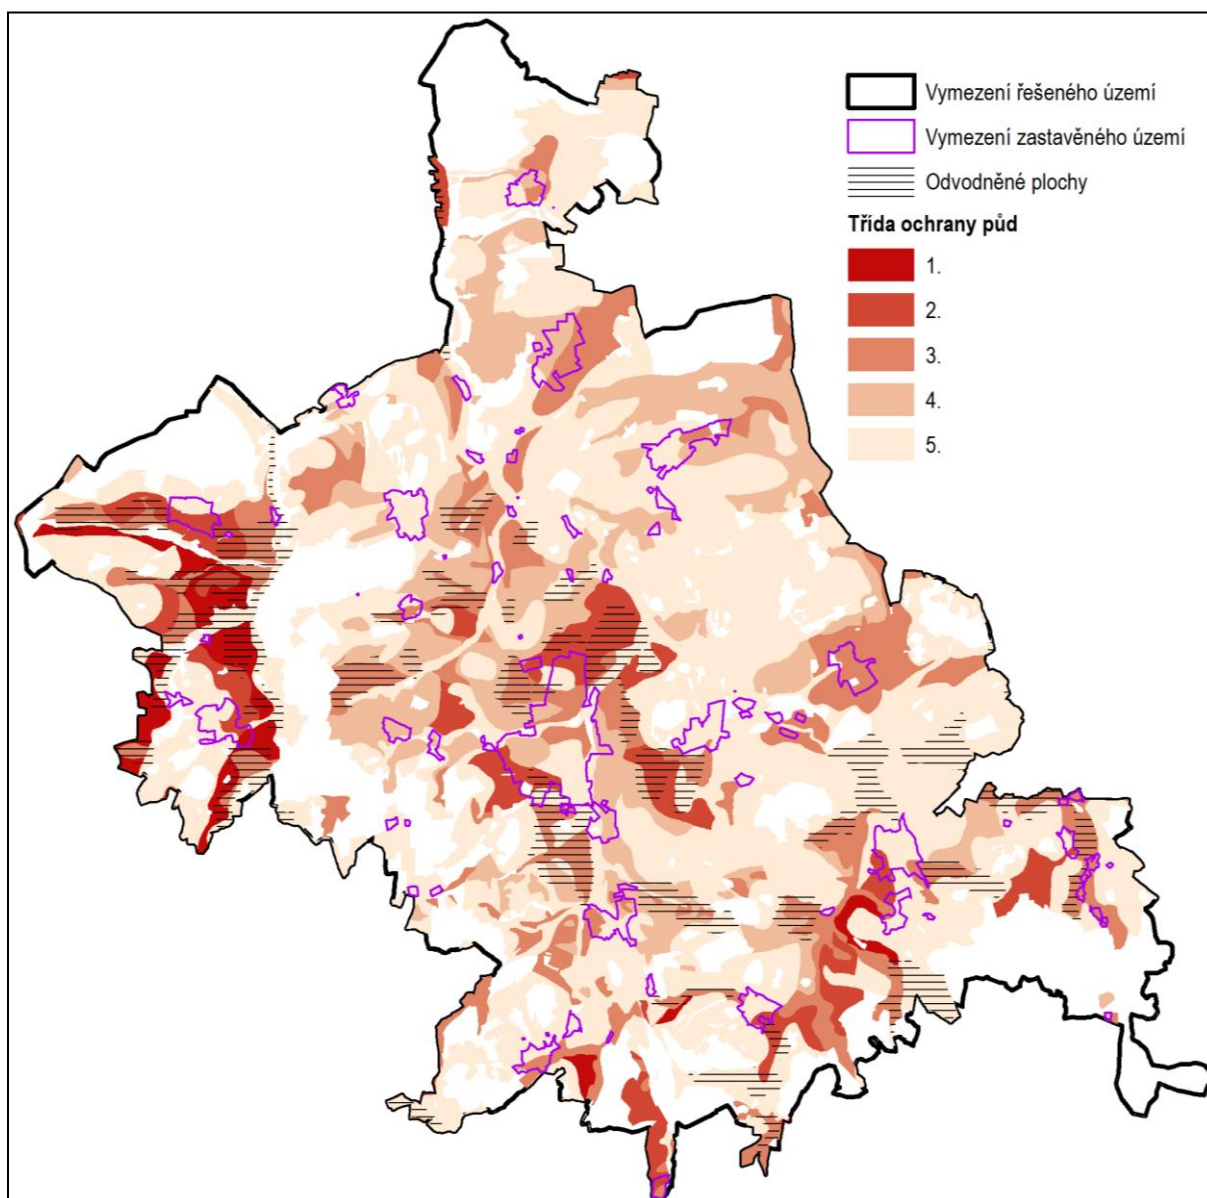 Vymezení řešeného území
Vymezení zastavěného území
Odvodněné plochy
Třída ochrany půd
1.
2.
3.
4.
5.